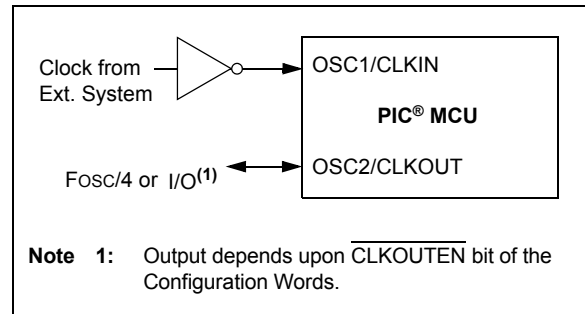 Clock from
Ext. System
OSC1/CLKIN
PIC® MCU
FOSC/4 or I/O(1)
OSC2/CLKOUT
Note 1: Output depends upon CLKOUTEN bit of the
Configuration Words.